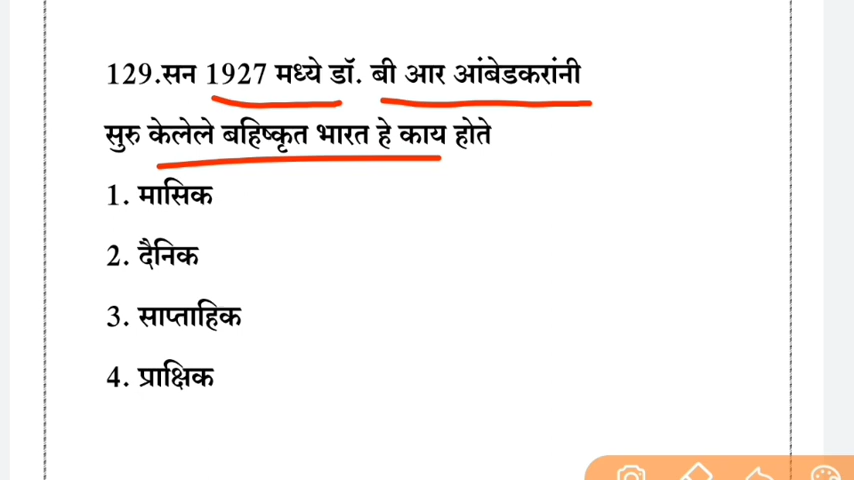 129.सन 1927 मध्ये डॉ. बी आर आंबेडकरांनी
सुरु केलेले बहिष्कृत भारत हे काय होते
1. मासिक
2. दैनिक
3. साप्ताहिक
4. प्राक्षिक